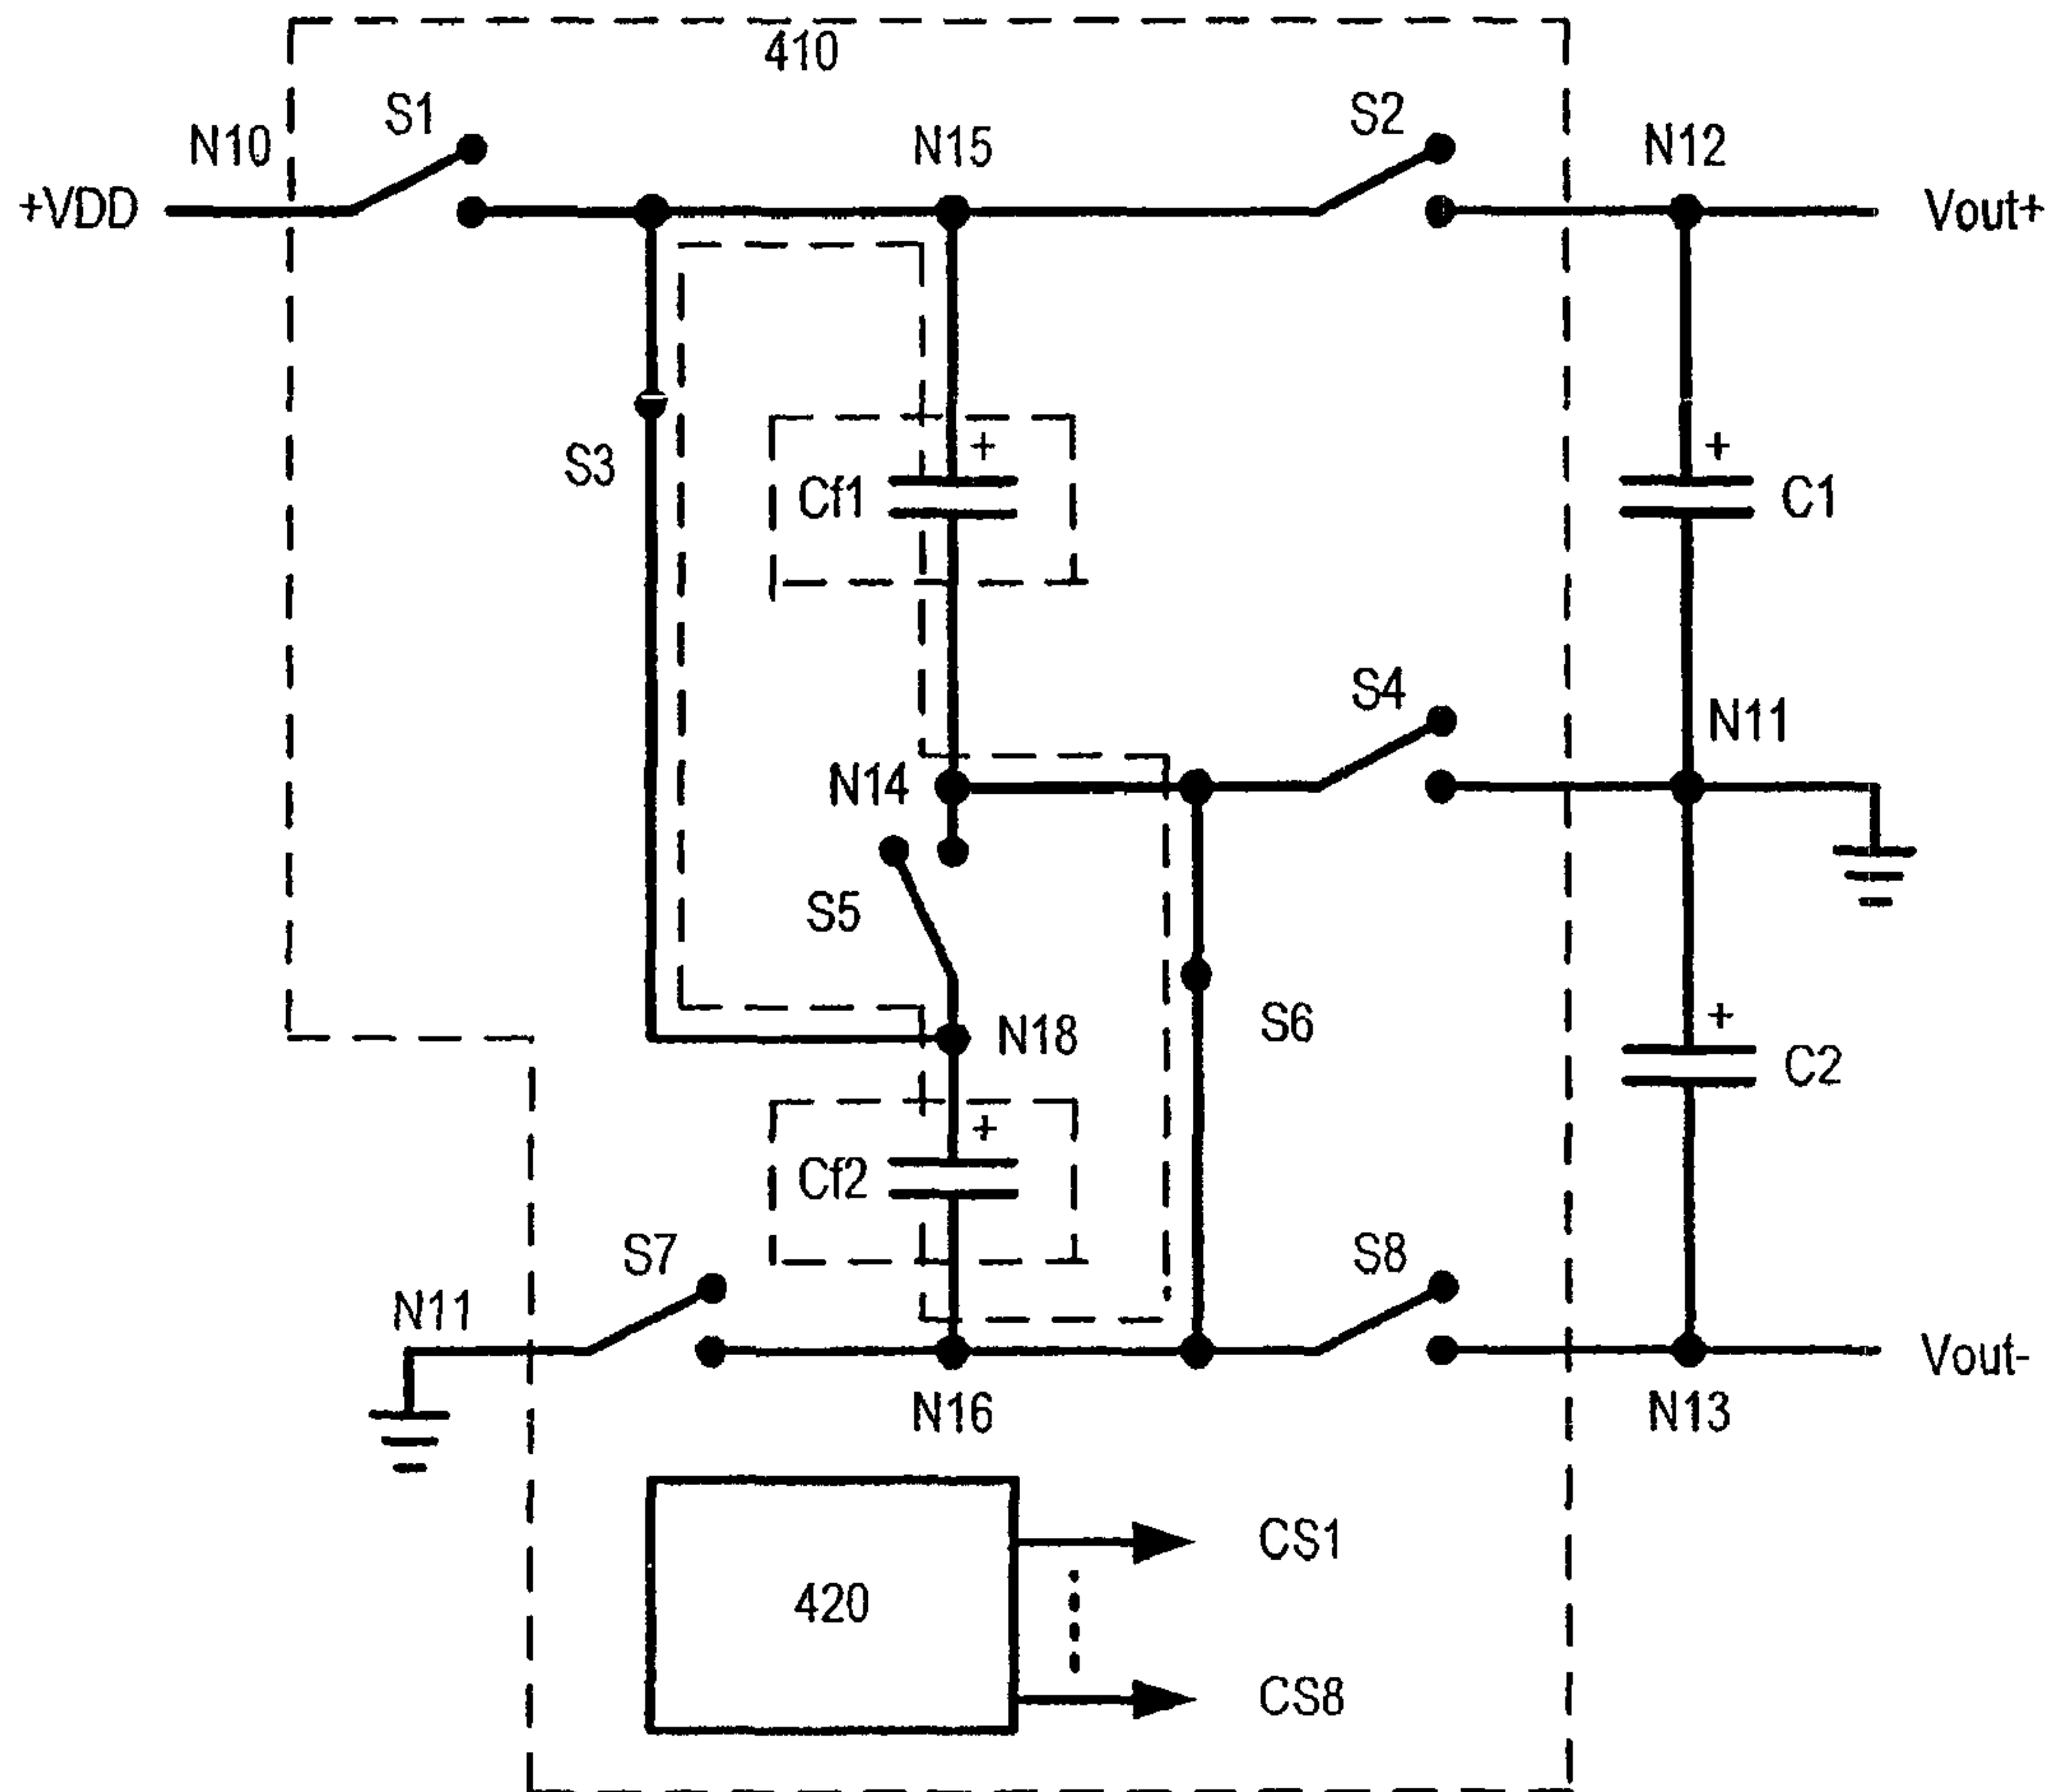 410
S1
S2
N10
N15
N12
+VDD
Vout+
+
+
S3
Cf1
C1
S4
N11
N14
S5
N18
S6
+
+
C2
Cf2
S7
S8
N11
Vout-
N16
N13
CS1
420
CS8